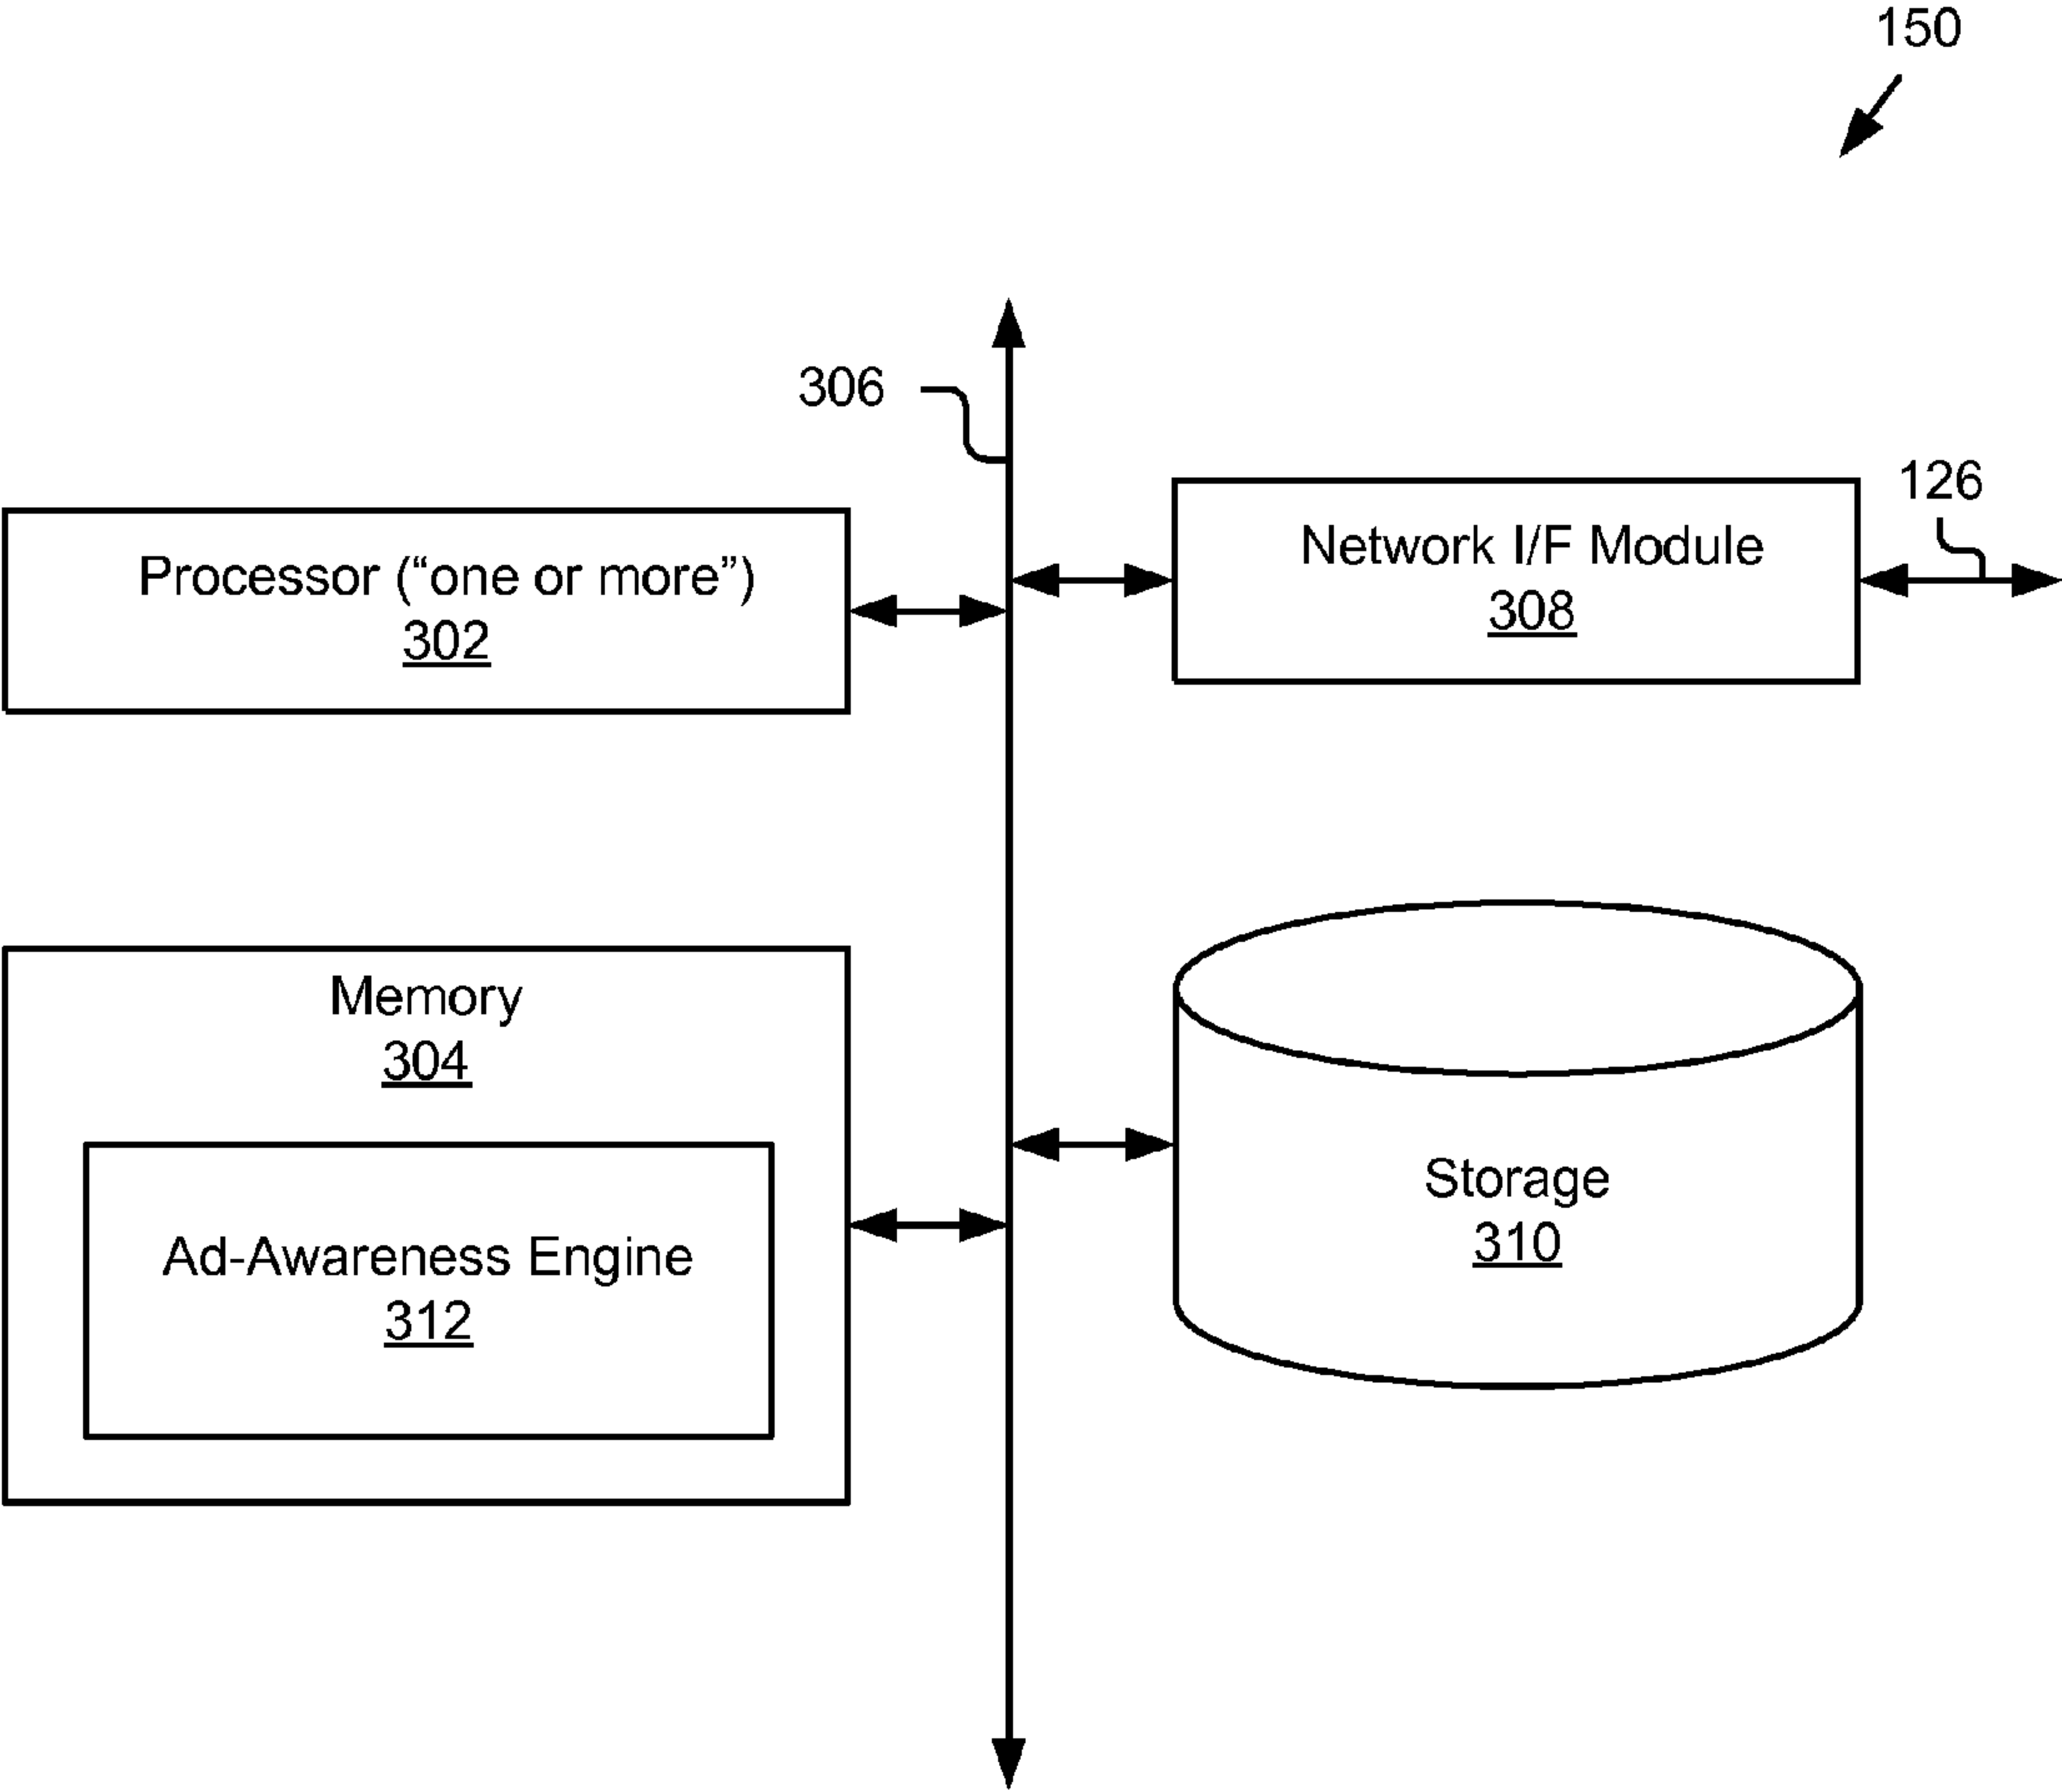 150
306
126
Processor (“one or more”)
302
Network I/F Module
308
Memory
304
Ad-Awareness Engine
312
Storage
310